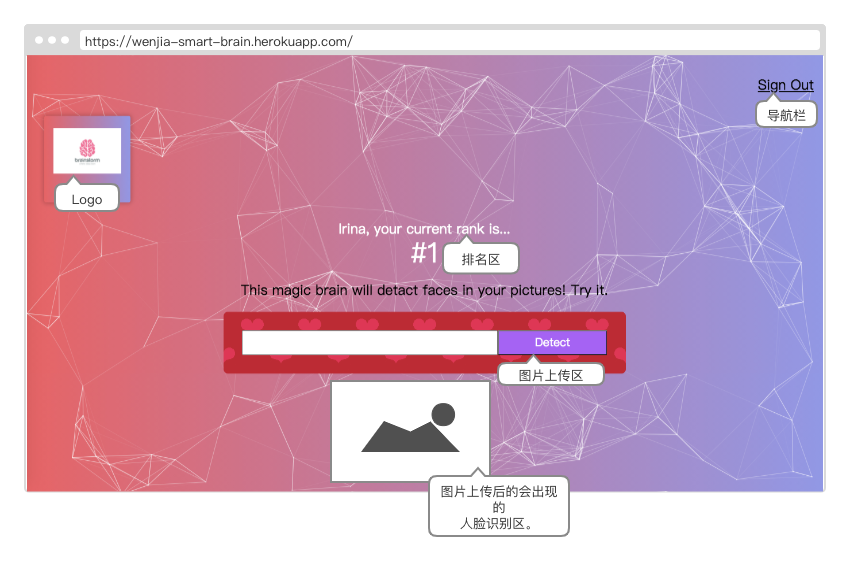 https://wenjia-smart-brain.herokuapp.com/
Sign Out
导航栏
brainstorm
Logo
Irina, your current rank is...
#1
排名区
This magic brain will detact faces in your pictures! Try it.
Detect
图片上传区
图片上传后的会出现
的
人脸识别区。